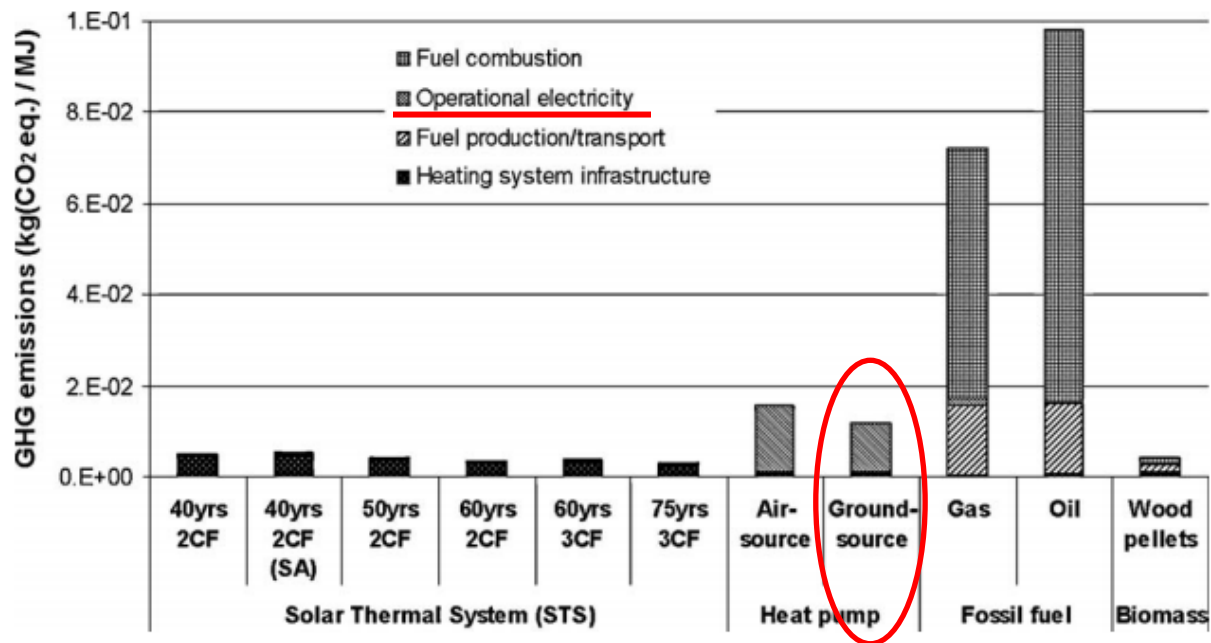 GHG emissions (kg(CO2 eq.) / MJ)
1.E-01
8.E-02
6.E-02
4.E-02
2.E-02
0.E+00
Fuel combustion
Operational electricity
Fuel production/transport
Heating system infrastructure
40yrs 2CF
40yrs 2CF (SA)
50yrs 2CF
60yrs 2CF
60yrs 3CF
75yrs 3CF
Air-source
Ground-source
Gas
Oil
Wood pellets
Solar Thermal System (STS)
Heat pump
Fossil fuel
Biomass